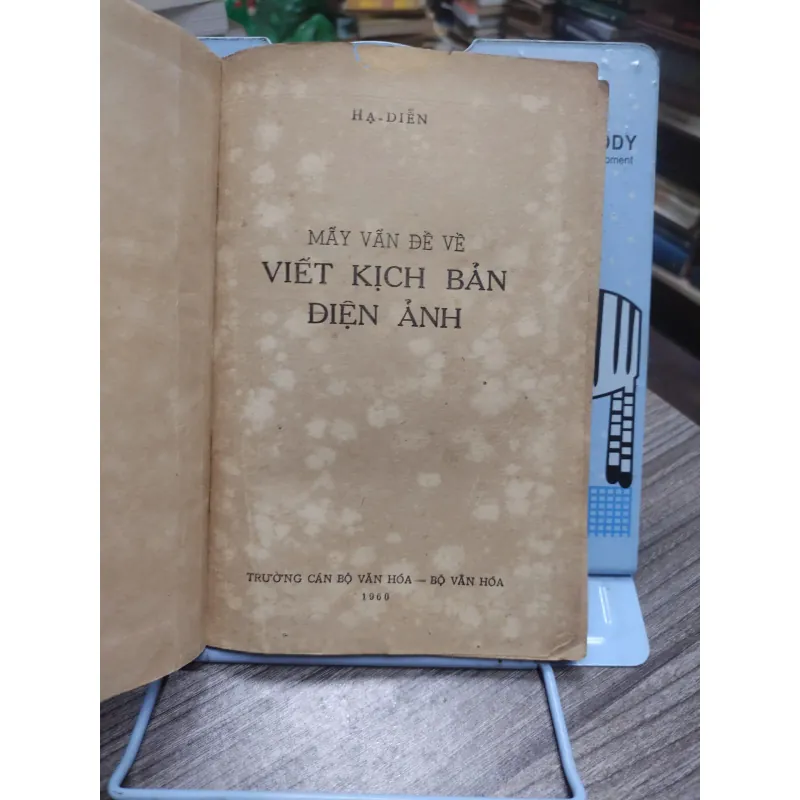 HẠ-DIỄN
MẤY VẤN ĐỀ VỀ
VIẾT KỊCH BẢN
ĐIỆN ẢNH
TRƯỜNG CÁN BỘ VĂN HÓA — BỘ VĂN HÓA
1960
ODY